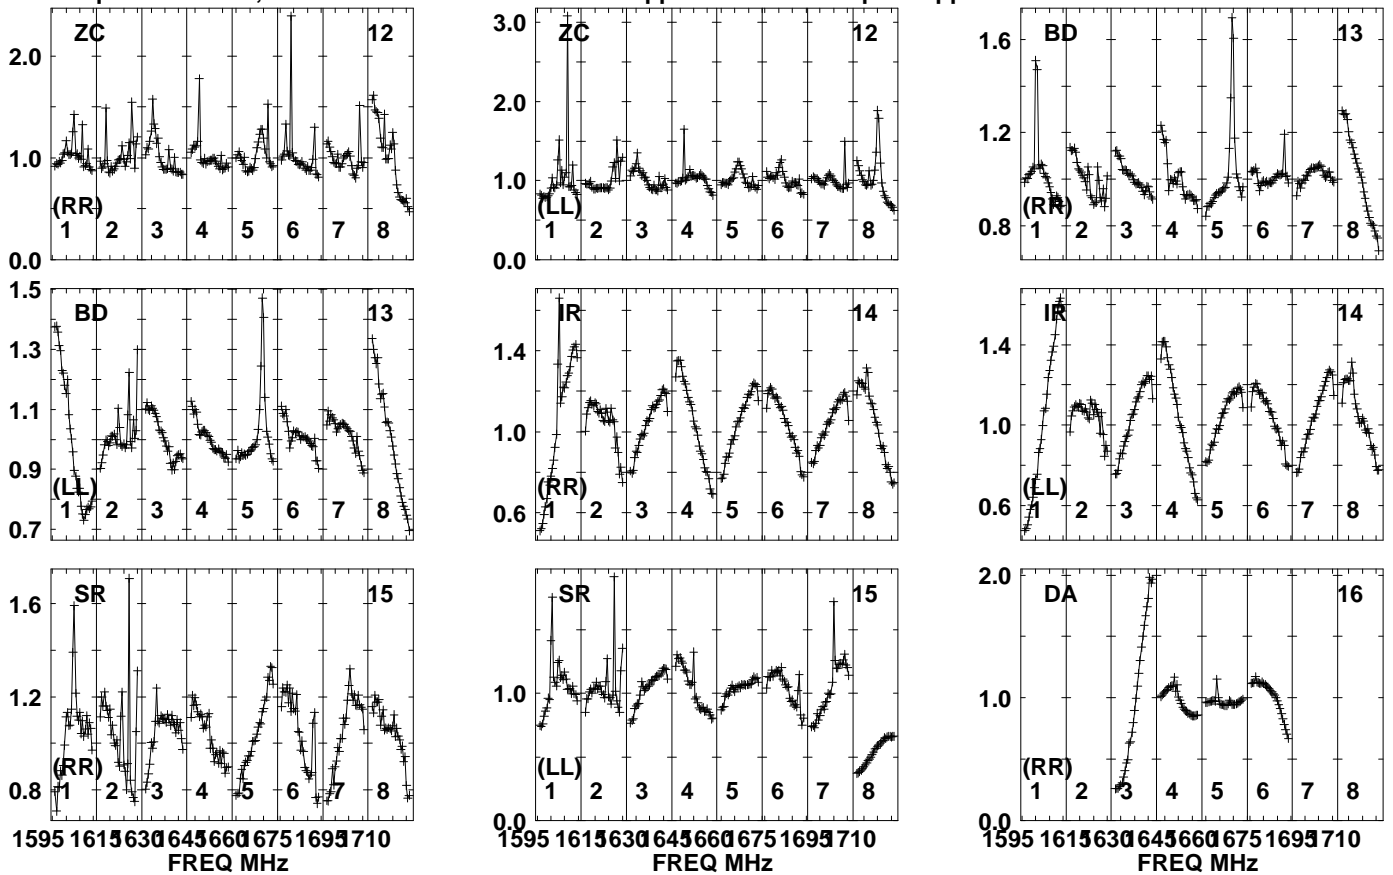 ZC 12
2.0
1.0
0.0
(RR)
1 2 3 4 5 6 7 8
ZC 12
3.0
2.0
1.0
0.0
(LL)
1 2 3 4 5 6 7 8
BD 13
1.6
1.2
0.8
(RR)
1 2 3 4 5 6 7 8
BD 13
1.5
1.3
1.1
0.9
0.7
(LL)
1 2 3 4 5 6 7 8
IR 14
1.4
1.0
0.6
(RR)
1 2 3 4 5 6 7 8
IR 14
1.4
1.0
0.6
(LL)
1 2 3 4 5 6 7 8
SR 15
1.6
1.2
0.8
(RR)
1 2 3 4 5 6 7 8
1595 1615 1630 1645 1660 1675 1695 1710
FREQ MHz
SR 15
1.0
0.0
(LL)
1 2 3 4 5 6 7 8
1595 1615 1630 1645 1660 1675 1695 1710
FREQ MHz
DA 16
2.0
1.0
0.0
(RR)
1 2 3 4 5 6 7 8
1595 1615 1630 1645 1660 1675 1695 1710
FREQ MHz